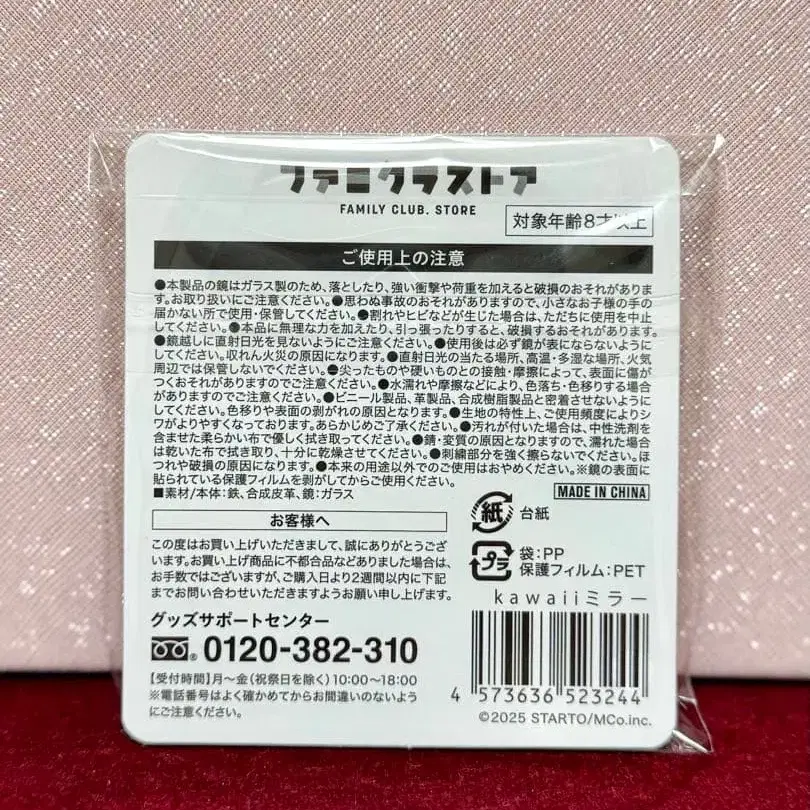 ファミクラストア
FAMILY CLUB. STORE
対象年齢8才以上
ご使用上の注意
●本製品の鏡はガラス製のため、落としたり、強い衝撃や荷重を加えると破損のおそれがありま
す。お取り扱いにご注意ください。●思わぬ事故のおそれがありますので、小さなお子様の手の
届かない所で使用・保管してください。●割れやヒビなどが生じた場合は、ただちに使用を中止
してください。●本品に無理な力を加えたり、引っ張ったりすると、破損するおそれがあります。
●鏡越しに直射日光を見ないようにご注意ください。●使用後は必ず鏡が表にならないように
してください。収れん火災の原因になります。●直射日光の当たる場所、高温・多湿な場所、火気
周辺では保管しないでください。●尖ったものや硬いものとの接触・摩擦によって、表面に傷が
つくおそれがありますのでご注意ください。●水濡れや摩擦などにより、色落ち・色移りする場合
がありますのでご注意ください。●ビニール製品、革製品、合成樹脂製品と密着させないようにし
てください。色移りや表面の剥がれの原因となります。●生地の特性上、ご使用頻度によりシ
ワがよりやすくなっております。あらかじめご了承ください。●汚れが付いた場合は、中性洗剤を
含ませた柔らかい布で優しく拭き取ってください。●錆・変質の原因となりますので、濡れた場合
は乾いた布で拭き取り、十分に乾燥させてください。●刺繍部分を強く擦らないでください。ほ
つれや破損の原因になります。●本来の用途以外でのご使用はおやめください。※鏡の表面に
貼られている保護フィルムを剥がしてからご使用ください。
■素材/本体:鉄、合成皮革、鏡:ガラス
MADE IN CHINA
お客様へ
この度はお買い上げいただきまして、誠にありがとうござ
います。お買い上げ商品に不都合品などありました場合は、
お手数ではございますが、ご購入日より2週間以内に下記
までお問い合わせいただきますようお願い申し上げます。
グッズサポートセンター
0120-382-310
【受付時間】月〜金(祝祭日を除く)10:00〜18:00
※電話番号はよく確かめてからお間違いのないよう
にご注意ください。
紙 台紙
プラ 袋:PP
保護フィルム:PET
kawaiiミラー
4 573636 523244
©2025 STARTO/MCo.inc.